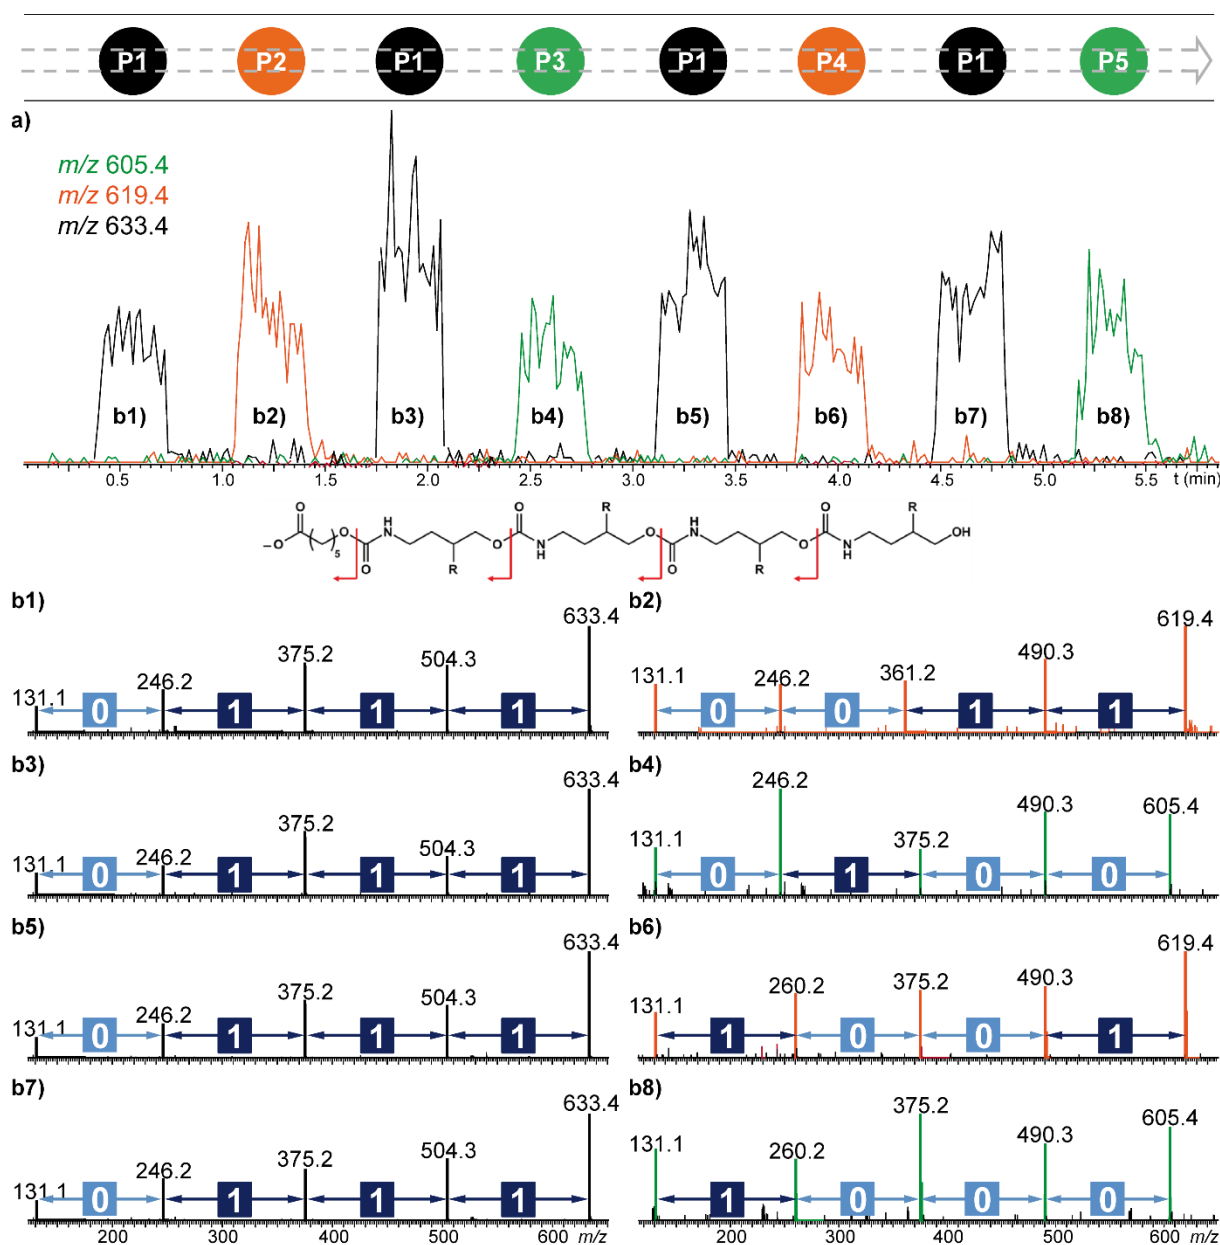 P1 P2 P1 P3 P1 P4 P1 P5
a)
m/z 605.4
m/z 619.4
m/z 633.4
b1) b2) b3) b4) b5) b6) b7) b8)
0.5 1.0 1.5 2.0 2.5 3.0 3.5 4.0 4.5 5.0 5.5 t (min)
O O R O R
−O 5 O N H O N H O N H O N H OH
O R O R
b1)
131.1 246.2 375.2 504.3 633.4
0 1 1 1
b2)
131.1 246.2 361.2 490.3 619.4
0 0 1 1
b3)
131.1 246.2 375.2 504.3 633.4
0 1 1 1
b4)
131.1 246.2 375.2 490.3 605.4
0 1 0 0
b5)
131.1 246.2 375.2 504.3 633.4
0 1 1 1
b6)
131.1 260.2 375.2 490.3 619.4
1 0 0 1
b7)
131.1 246.2 375.2 504.3 633.4
0 1 1 1
b8)
131.1 260.2 375.2 490.3 605.4
1 0 0 0
200 300 400 500 600 m/z
200 300 400 500 600 m/z